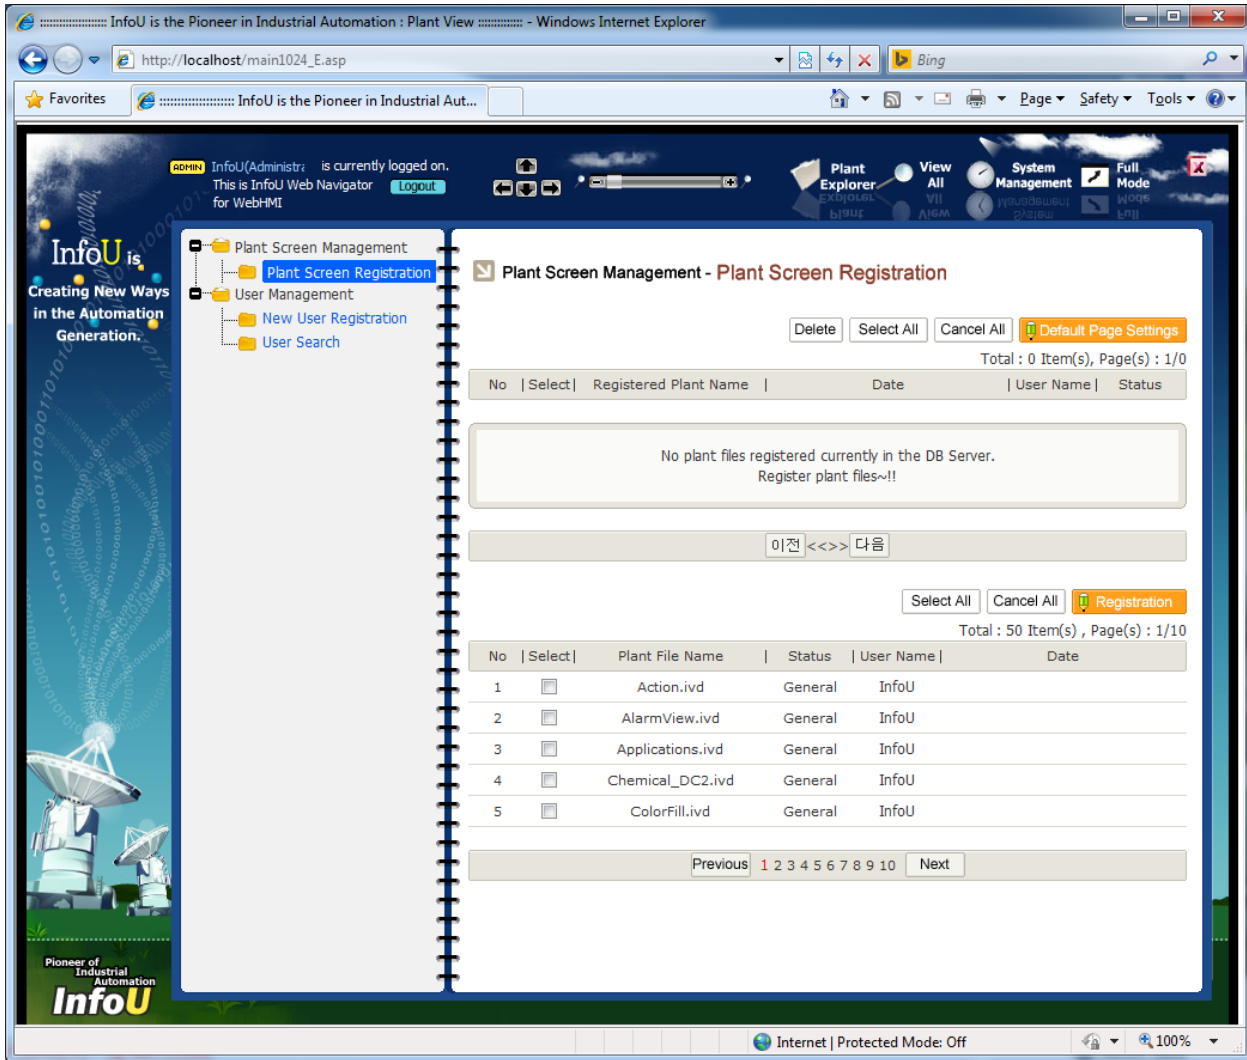 :::::::::::::::::::: InfoU is the Pioneer in Industrial Automation : Plant View ::::::::::::: - Windows Internet Explorer
http://localhost/main1024_E.asp
Bing
Favorites
:::::::::::::::::::: InfoU is the Pioneer in Industrial Aut...
Page
Safety
Tools
ADMIN InfoU(Administra is currently logged on.
This is InfoU Web Navigator Logout
for WebHMI
Plant Explorer
View All
System Management
Full Mode
InfoU is
Creating New Ways
in the Automation
Generation.
Plant Screen Management
Plant Screen Registration
User Management
New User Registration
User Search
Plant Screen Management - Plant Screen Registration
Delete Select All Cancel All Default Page Settings
Total : 0 Item(s), Page(s) : 1/0
No |Select| Registered Plant Name | Date |User Name| Status
No plant files registered currently in the DB Server.
Register plant files~!!
이전 <<>> 다음
Select All Cancel All Registration
Total : 50 Item(s) , Page(s) : 1/10
No |Select| Plant File Name | Status |User Name| Date
1 Action.ivd General InfoU
2 AlarmView.ivd General InfoU
3 Applications.ivd General InfoU
4 Chemical_DC2.ivd General InfoU
5 ColorFill.ivd General InfoU
Previous 1 2 3 4 5 6 7 8 9 10 Next
Pioneer of
Industrial
Automation
InfoU
Internet | Protected Mode: Off
100%